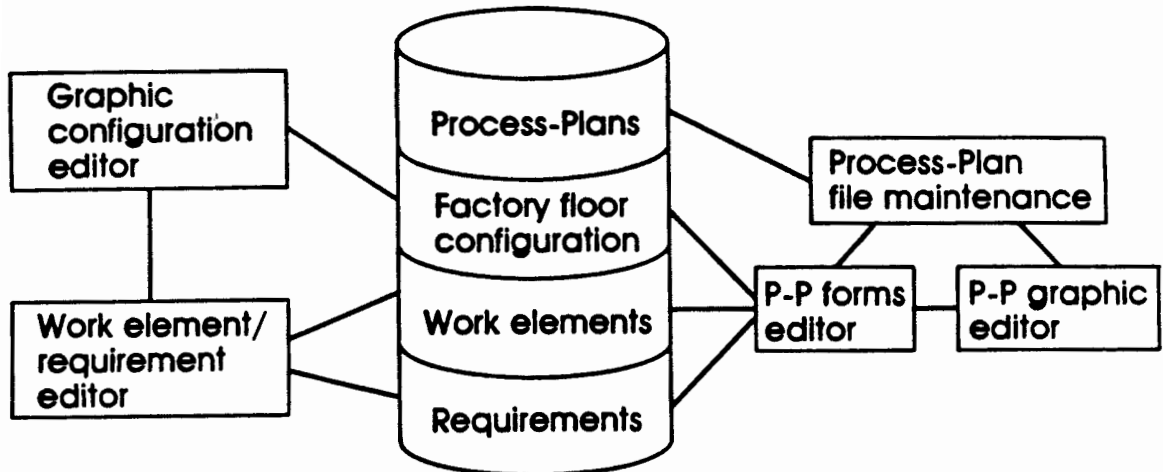 Graphic
configuration
editor
Work element/
requirement
editor
Process-Plans
Factory floor
configuration
Work elements
Requirements
Process-Plan
file maintenance
P-P forms
editor
P-P graphic
editor